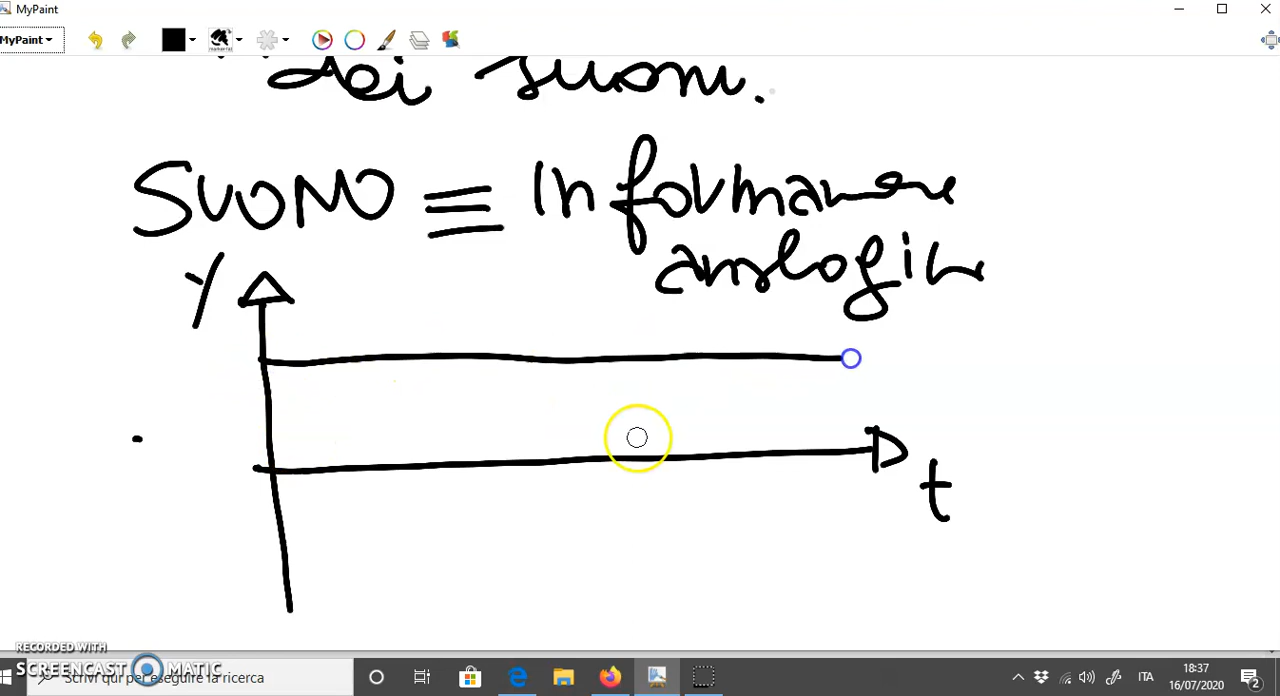 MyPaint
MyPaint
dei suoni.
SUONO ≡ Informazione
analogica
Y
t
RECORDED WITH
SCREENCAST MATIC
Scrivi qui per eseguire la ricerca
ITA
18:37
16/07/2020
2